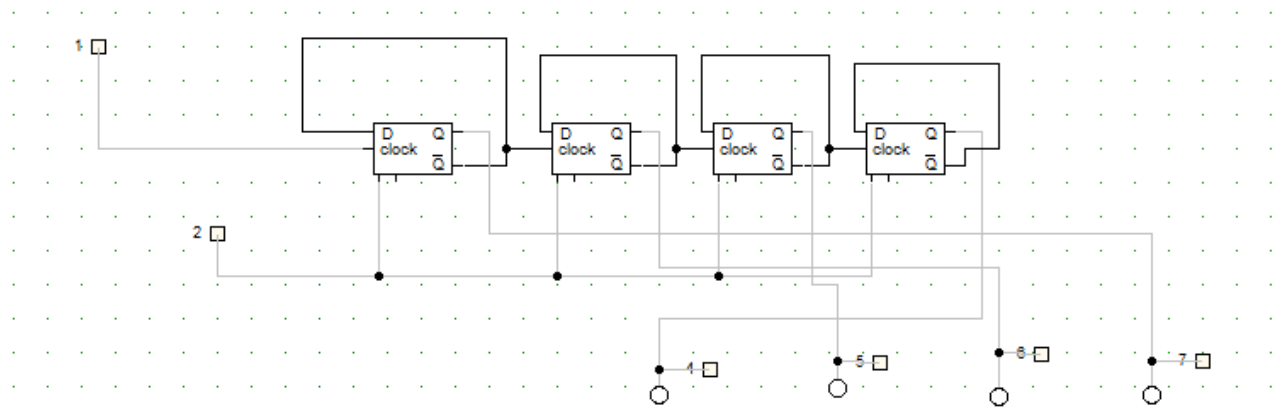 1
D Q D Q D Q D Q
clock clock clock clock
Q̅ Q̅ Q̅ Q̅
2
4 5 6 7